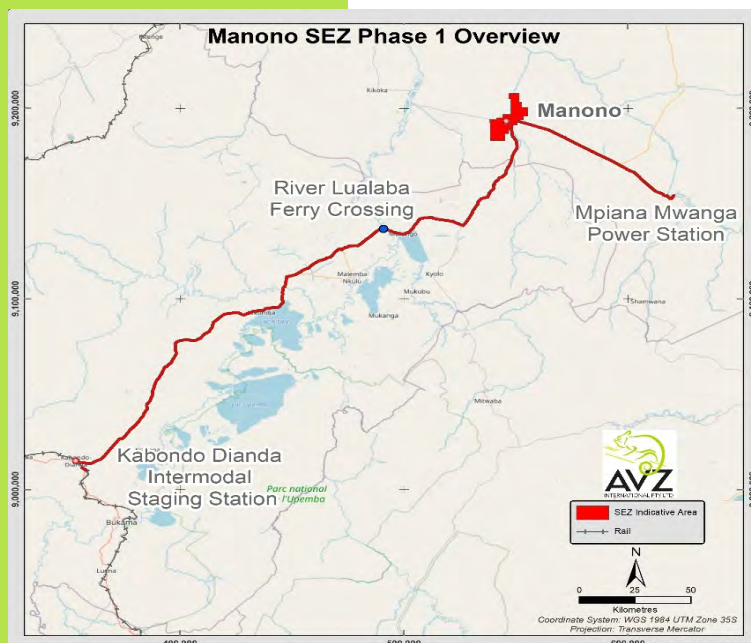 Manono SEZ Phase 1 Overview
Kikoka
9,200,000
Manono
River Lualaba
Ferry Crossing
Mpiana Mwanga
Power Station
Malemba
Nkulu
Kyolo
Mukubu
9,100,000
Shamwana
Mukanga
Mitwaba
Kabondo
Dianda
Kabondo Dianda
Intermodal
Staging Station
Parc national
l'Upemba
9,000,000
Bukama
AVZ
INTERNATIONAL PTY LTD
SEZ Indicative Area
Rail
N
0 25 50
Kilometres
Coordinate System: WGS 1984 UTM Zone 35S
Projection: Transverse Mercator